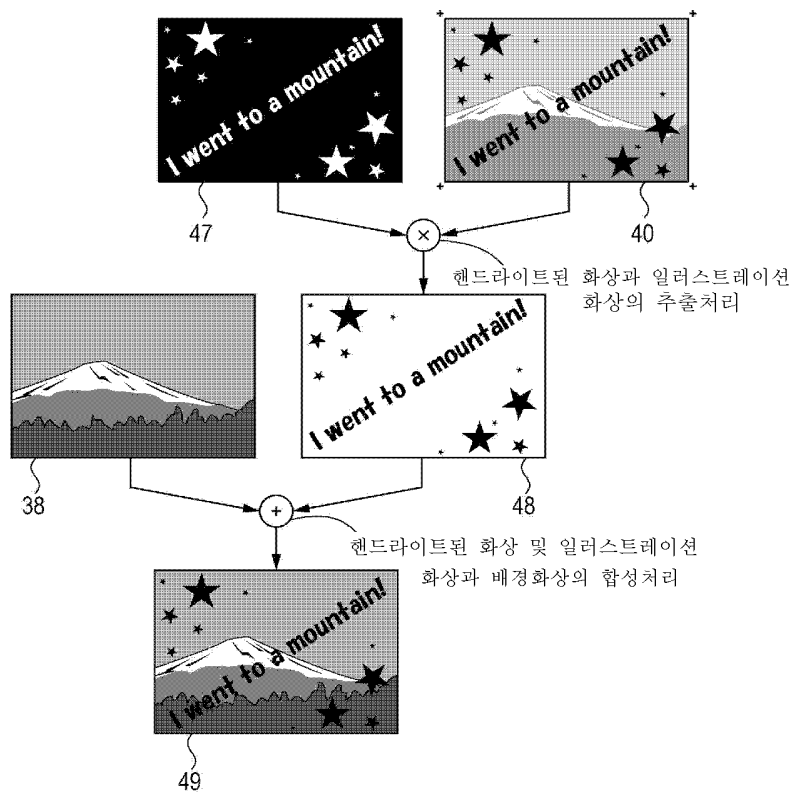 I went to a mountain!
I went to a mountain!
47
40
핸드라이트된 화상과 일러스트레이션
화상의 추출처리
I went to a mountain!
38
48
핸드라이트된 화상 및 일러스트레이션
화상과 배경화상의 합성처리
I went to a mountain!
49